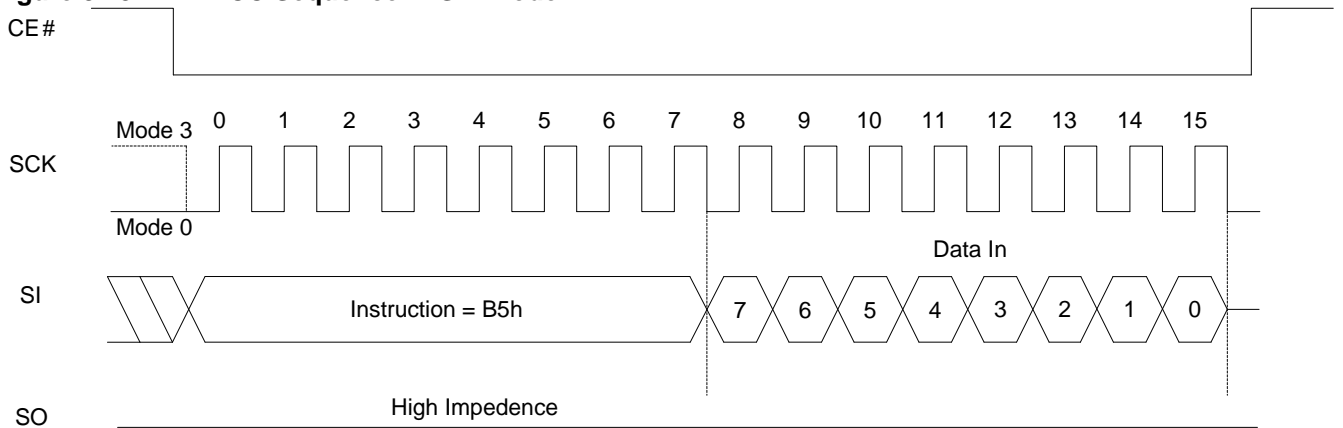 CE#
Mode 3 0 1 2 3 4 5 6 7 8 9 10 11 12 13 14 15
SCK
Mode 0
Data In
SI
Instruction = B5h 7 6 5 4 3 2 1 0
High Impedence
SO